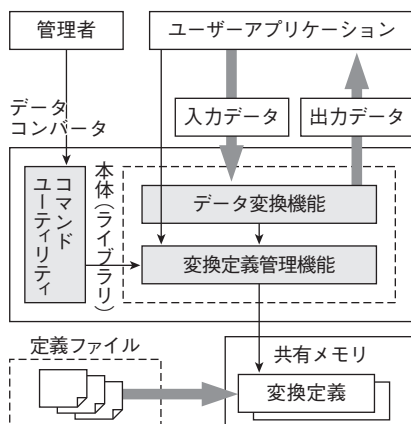 管理者
ユーザーアプリケーション
データ
コンバータ
入力データ
出力データ
コマンド
ユーティリティ
本体(ライブラリ)
データ変換機能
変換定義管理機能
定義ファイル
共有メモリ
変換定義